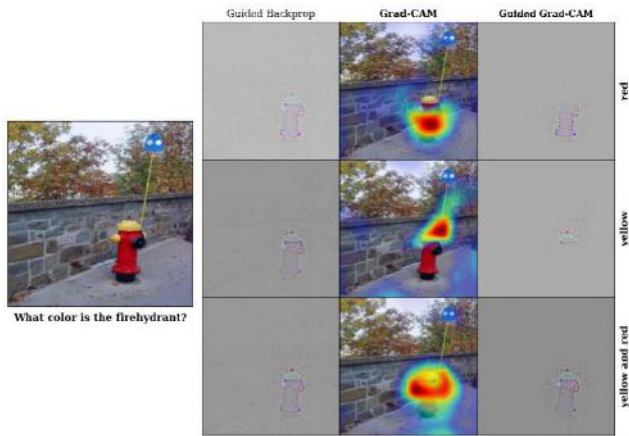 Guided Backprop
Grad-CAM
Guided Grad-CAM
red
yellow
yellow and red
What color is the firehydrant?